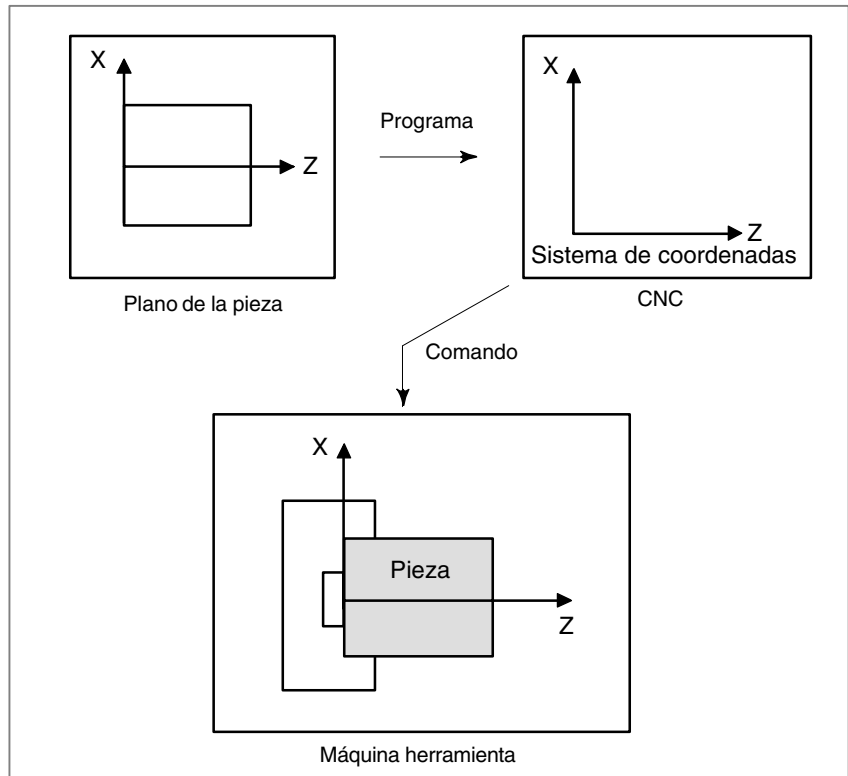 X
Z
Plano de la pieza
Programa
X
Z
Sistema de coordenadas
CNC
Comando
X
Pieza
Z
Máquina herramienta